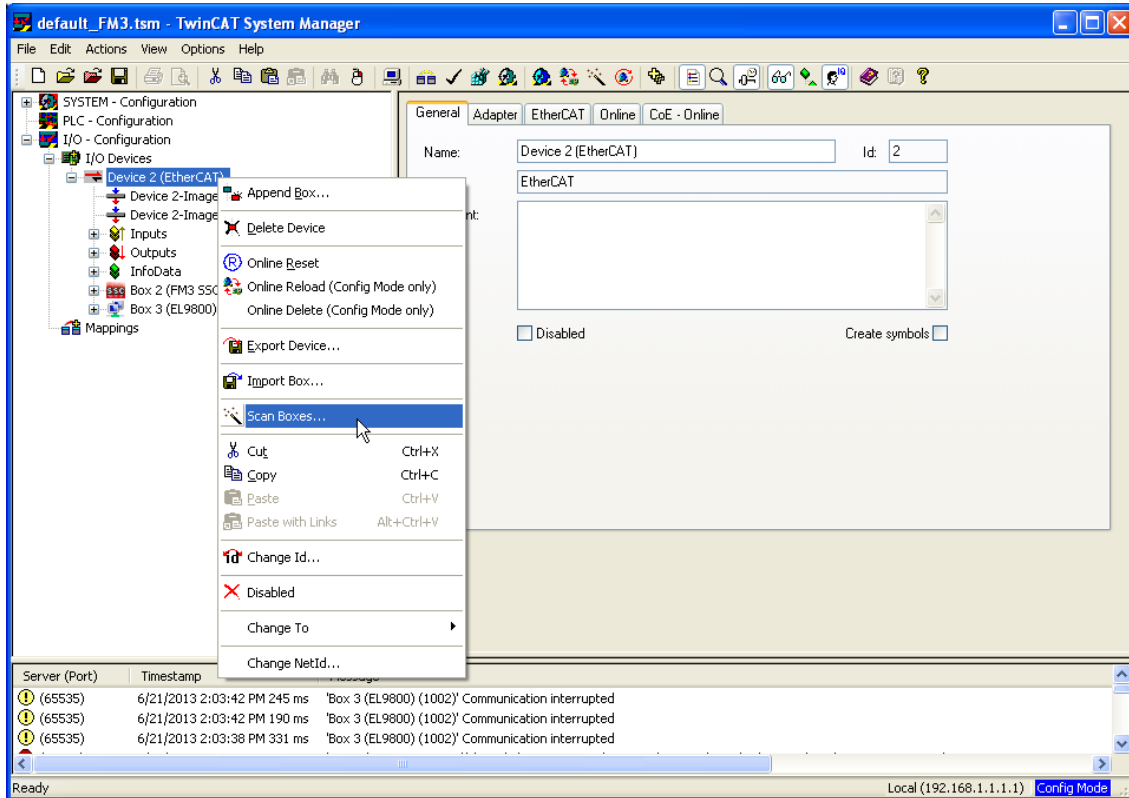 default_FM3.tsm - TwinCAT System Manager
File Edit Actions View Options Help
SYSTEM - Configuration
PLC - Configuration
I/O - Configuration
I/O Devices
Device 2 (EtherCAT)
Device 2-Image
Device 2-Image
Inputs
Outputs
InfoData
Box 2 (FM3 SSC
Box 3 (EL9800)
Mappings
Append Box...
Delete Device
Online Reset
Online Reload (Config Mode only)
Online Delete (Config Mode only)
Export Device...
Import Box...
Scan Boxes...
Cut Ctrl+X
Copy Ctrl+C
Paste Ctrl+V
Paste with Links Alt+Ctrl+V
Change Id...
Disabled
Change To
Change NetId...
General Adapter EtherCAT Online CoE - Online
Name: Device 2 (EtherCAT) Id: 2
EtherCAT
nt:
Disabled Create symbols
Server (Port) Timestamp Message
(65535) 6/21/2013 2:03:42 PM 245 ms 'Box 3 (EL9800) (1002)' Communication interrupted
(65535) 6/21/2013 2:03:42 PM 190 ms 'Box 3 (EL9800) (1002)' Communication interrupted
(65535) 6/21/2013 2:03:38 PM 331 ms 'Box 3 (EL9800) (1002)' Communication interrupted
Ready Local (192.168.1.1.1.1) Config Mode